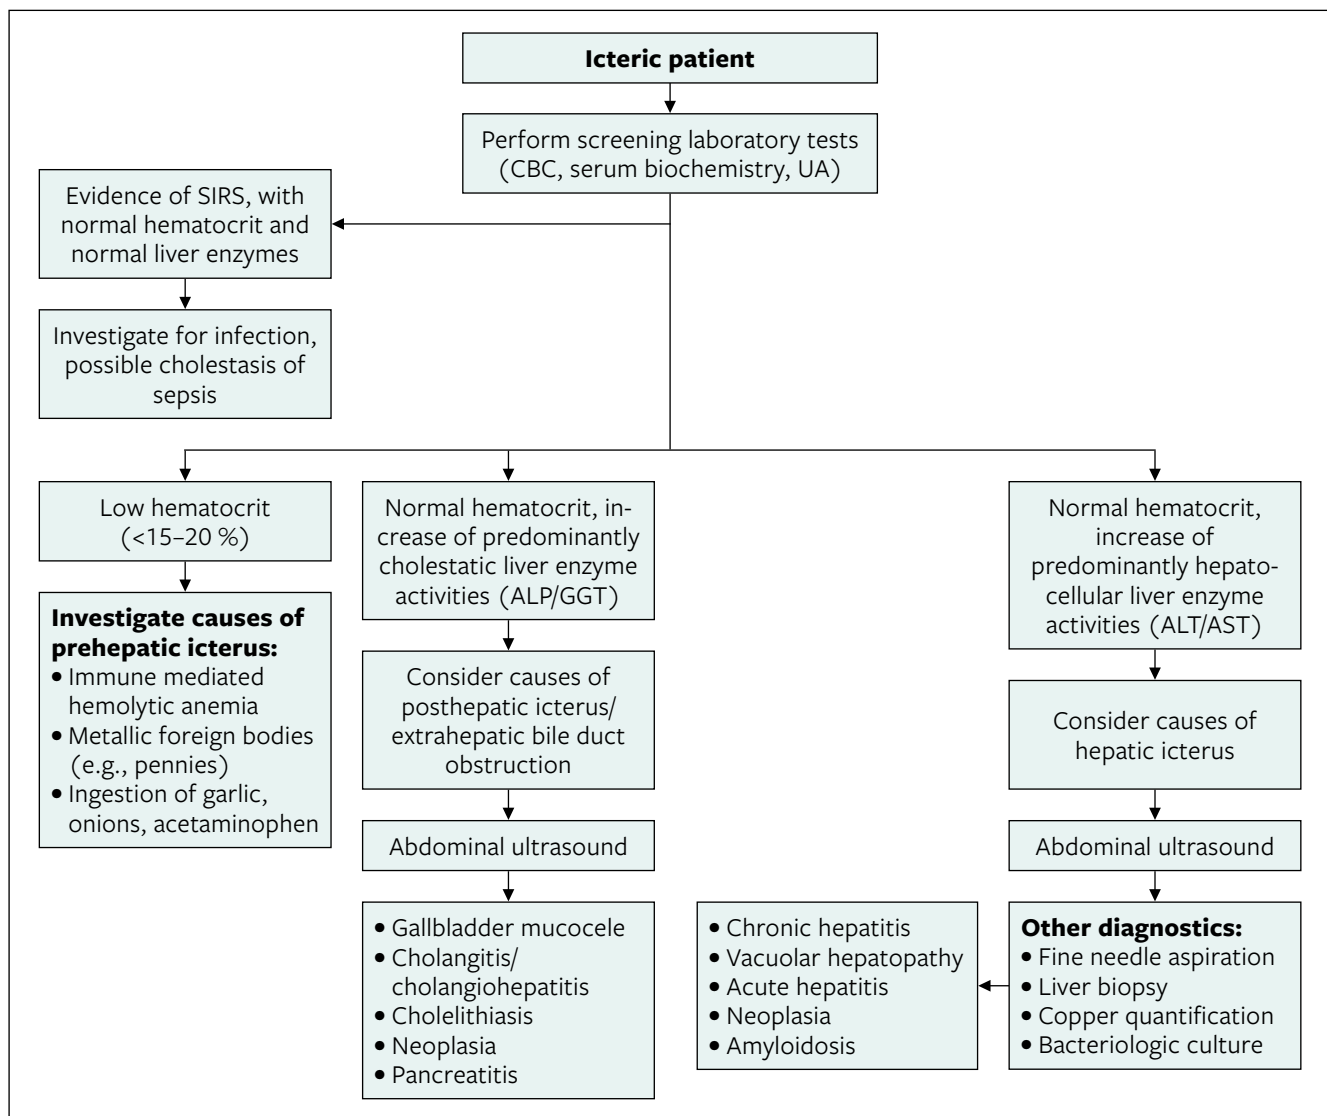 Icteric patient
Perform screening laboratory tests
(CBC, serum biochemistry, UA)
Evidence of SIRS, with
normal hematocrit and
normal liver enzymes
Investigate for infection,
possible cholestasis of
sepsis
Low hematocrit
(<15–20 %)
Investigate causes of
prehepatic icterus:
• Immune mediated
hemolytic anemia
• Metallic foreign bodies
(e.g., pennies)
• Ingestion of garlic,
onions, acetaminophen
Normal hematocrit, in-
crease of predominantly
cholestatic liver enzyme
activities (ALP/GGT)
Consider causes of
posthepatic icterus/
extrahepatic bile duct
obstruction
Abdominal ultrasound
• Gallbladder mucocele
• Cholangitis/
cholangiohepatitis
• Cholelithiasis
• Neoplasia
• Pancreatitis
Normal hematocrit,
increase of
predominantly hepato-
cellular liver enzyme
activities (ALT/AST)
Consider causes of
hepatic icterus
Abdominal ultrasound
Other diagnostics:
• Fine needle aspiration
• Liver biopsy
• Copper quantification
• Bacteriologic culture
• Chronic hepatitis
• Vacuolar hepatopathy
• Acute hepatitis
• Neoplasia
• Amyloidosis